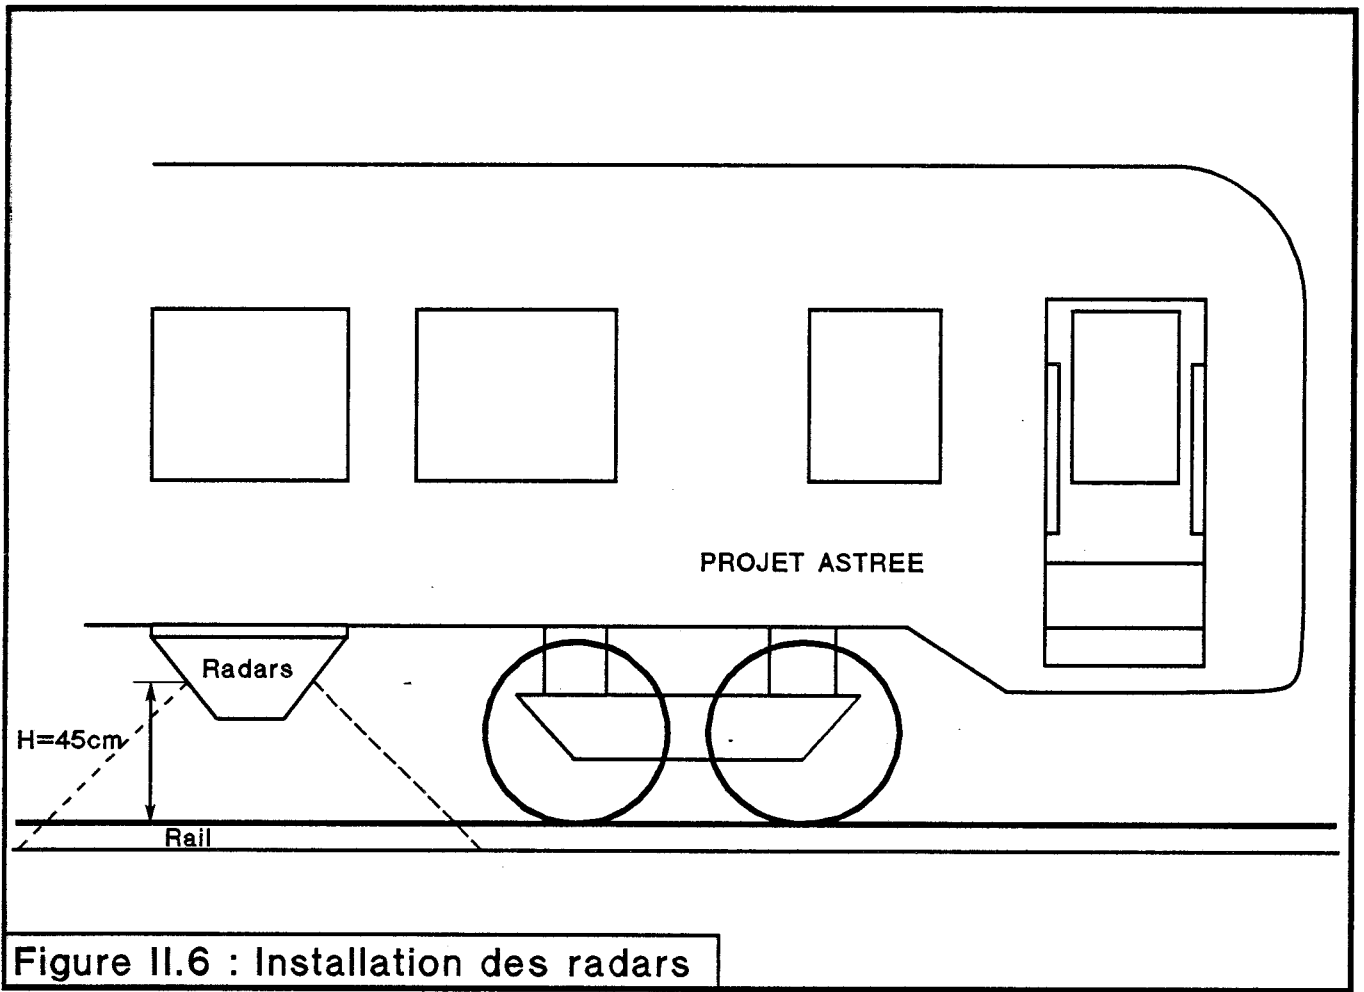 PROJET ASTREE
Radars
H=45cm
Rail
Figure II.6 : Installation des radars